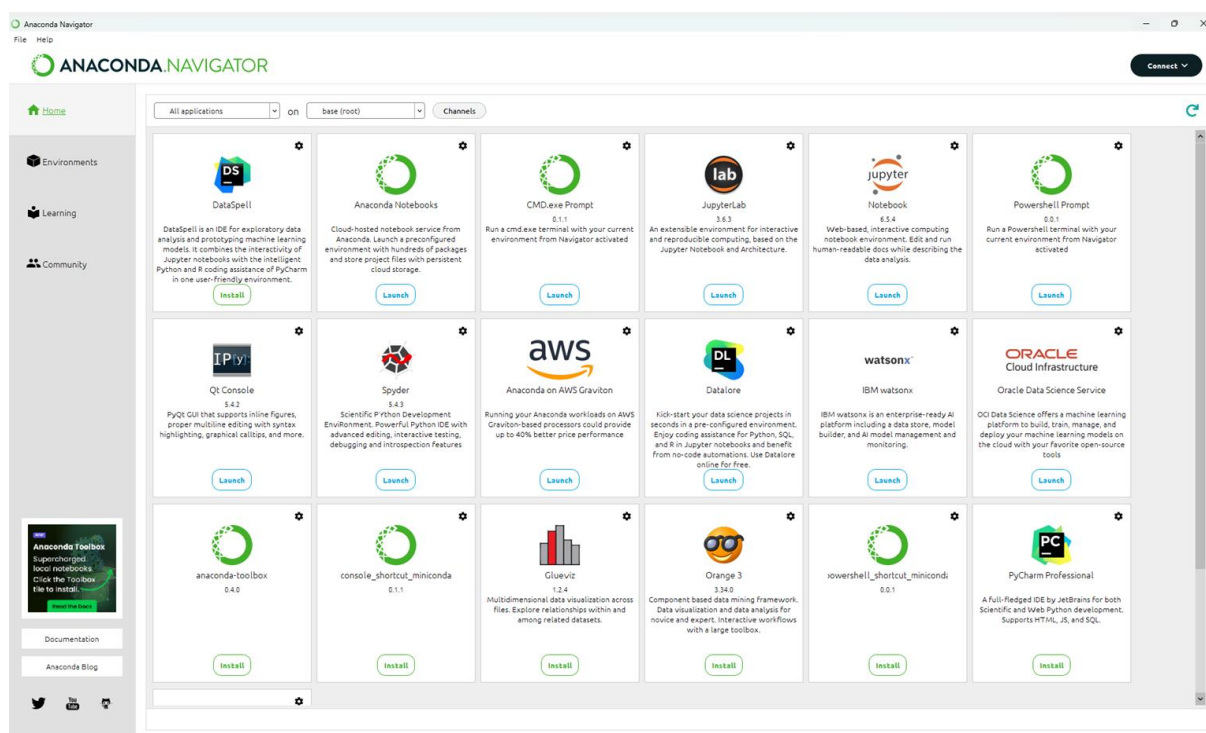 Anaconda Navigator
File Help
ANACONDA.NAVIGATOR
Connect
Home
Environments
Learning
Community
All applications on base (root) Channels
DS
DataSpell
DataSpell is an IDE for exploratory data
analysis and prototyping machine learning
models. It combines the interactivity of
Jupyter notebooks with the intelligent
Python and R coding assistance of PyCharm
in one user-friendly environment.
Install
Anaconda Notebooks
Cloud-hosted notebook service from
Anaconda. Launch a preconfigured
environment with hundreds of packages
and store project files with persistent
cloud storage.
Launch
CMD.exe Prompt
0.1.1
Run a cmd.exe terminal with your current
environment from Navigator activated
Launch
lab
JupyterLab
3.6.3
An extensible environment for interactive
and reproducible computing, based on the
Jupyter Notebook and Architecture.
Launch
jupyter
Notebook
6.5.4
Web-based, interactive computing
notebook environment. Edit and run
human-readable docs while describing the
data analysis.
Launch
Powershell Prompt
0.0.1
Run a Powershell terminal with your
current environment from Navigator
activated
Launch
IP[y]:
Qt Console
5.4.2
PyQt GUI that supports inline figures,
proper multiline editing with syntax
highlighting, graphical calltips, and more.
Launch
Spyder
5.4.3
Scientific PYthon Development
EnviRonment. Powerful Python IDE with
advanced editing, interactive testing,
debugging and introspection features
Launch
aws
Anaconda on AWS Graviton
Running your Anaconda workloads on AWS
Graviton-based processors could provide
up to 40% better price performance
Launch
DL
Datalore
Kick-start your data science projects in
seconds in a pre-configured environment.
Enjoy coding assistance for Python, SQL,
and R in Jupyter notebooks and benefit
from no-code automations. Use Datalore
online for free.
Launch
watsonx
IBM watsonx
IBM watsonx is an enterprise-ready AI
platform including a data store, model
builder, and AI model management and
monitoring.
Launch
ORACLE
Cloud Infrastructure
Oracle Data Science Service
OCI Data Science offers a machine learning
platform to build, train, manage, and
deploy your machine learning models on
the cloud with your favorite open-source
tools
Launch
anaconda-toolbox
0.4.0
Install
console_shortcut_miniconda
0.1.1
Install
Glueviz
1.2.4
Multidimensional data visualization across
files. Explore relationships within and
among related datasets.
Install
Orange 3
3.34.0
Component based data mining framework.
Data visualization and data analysis for
novice and expert. Interactive workflows
with a large toolbox.
Install
powershell_shortcut_miniconda
0.0.1
Install
PC
PyCharm Professional
A full-fledged IDE by JetBrains for both
Scientific and Web Python development.
Supports HTML, JS, and SQL.
Install
Anaconda Toolbox
Supercharged
local notebooks.
Click the Toolbox
tile to install.
Read the Docs
Documentation
Anaconda Blog
You
Tube